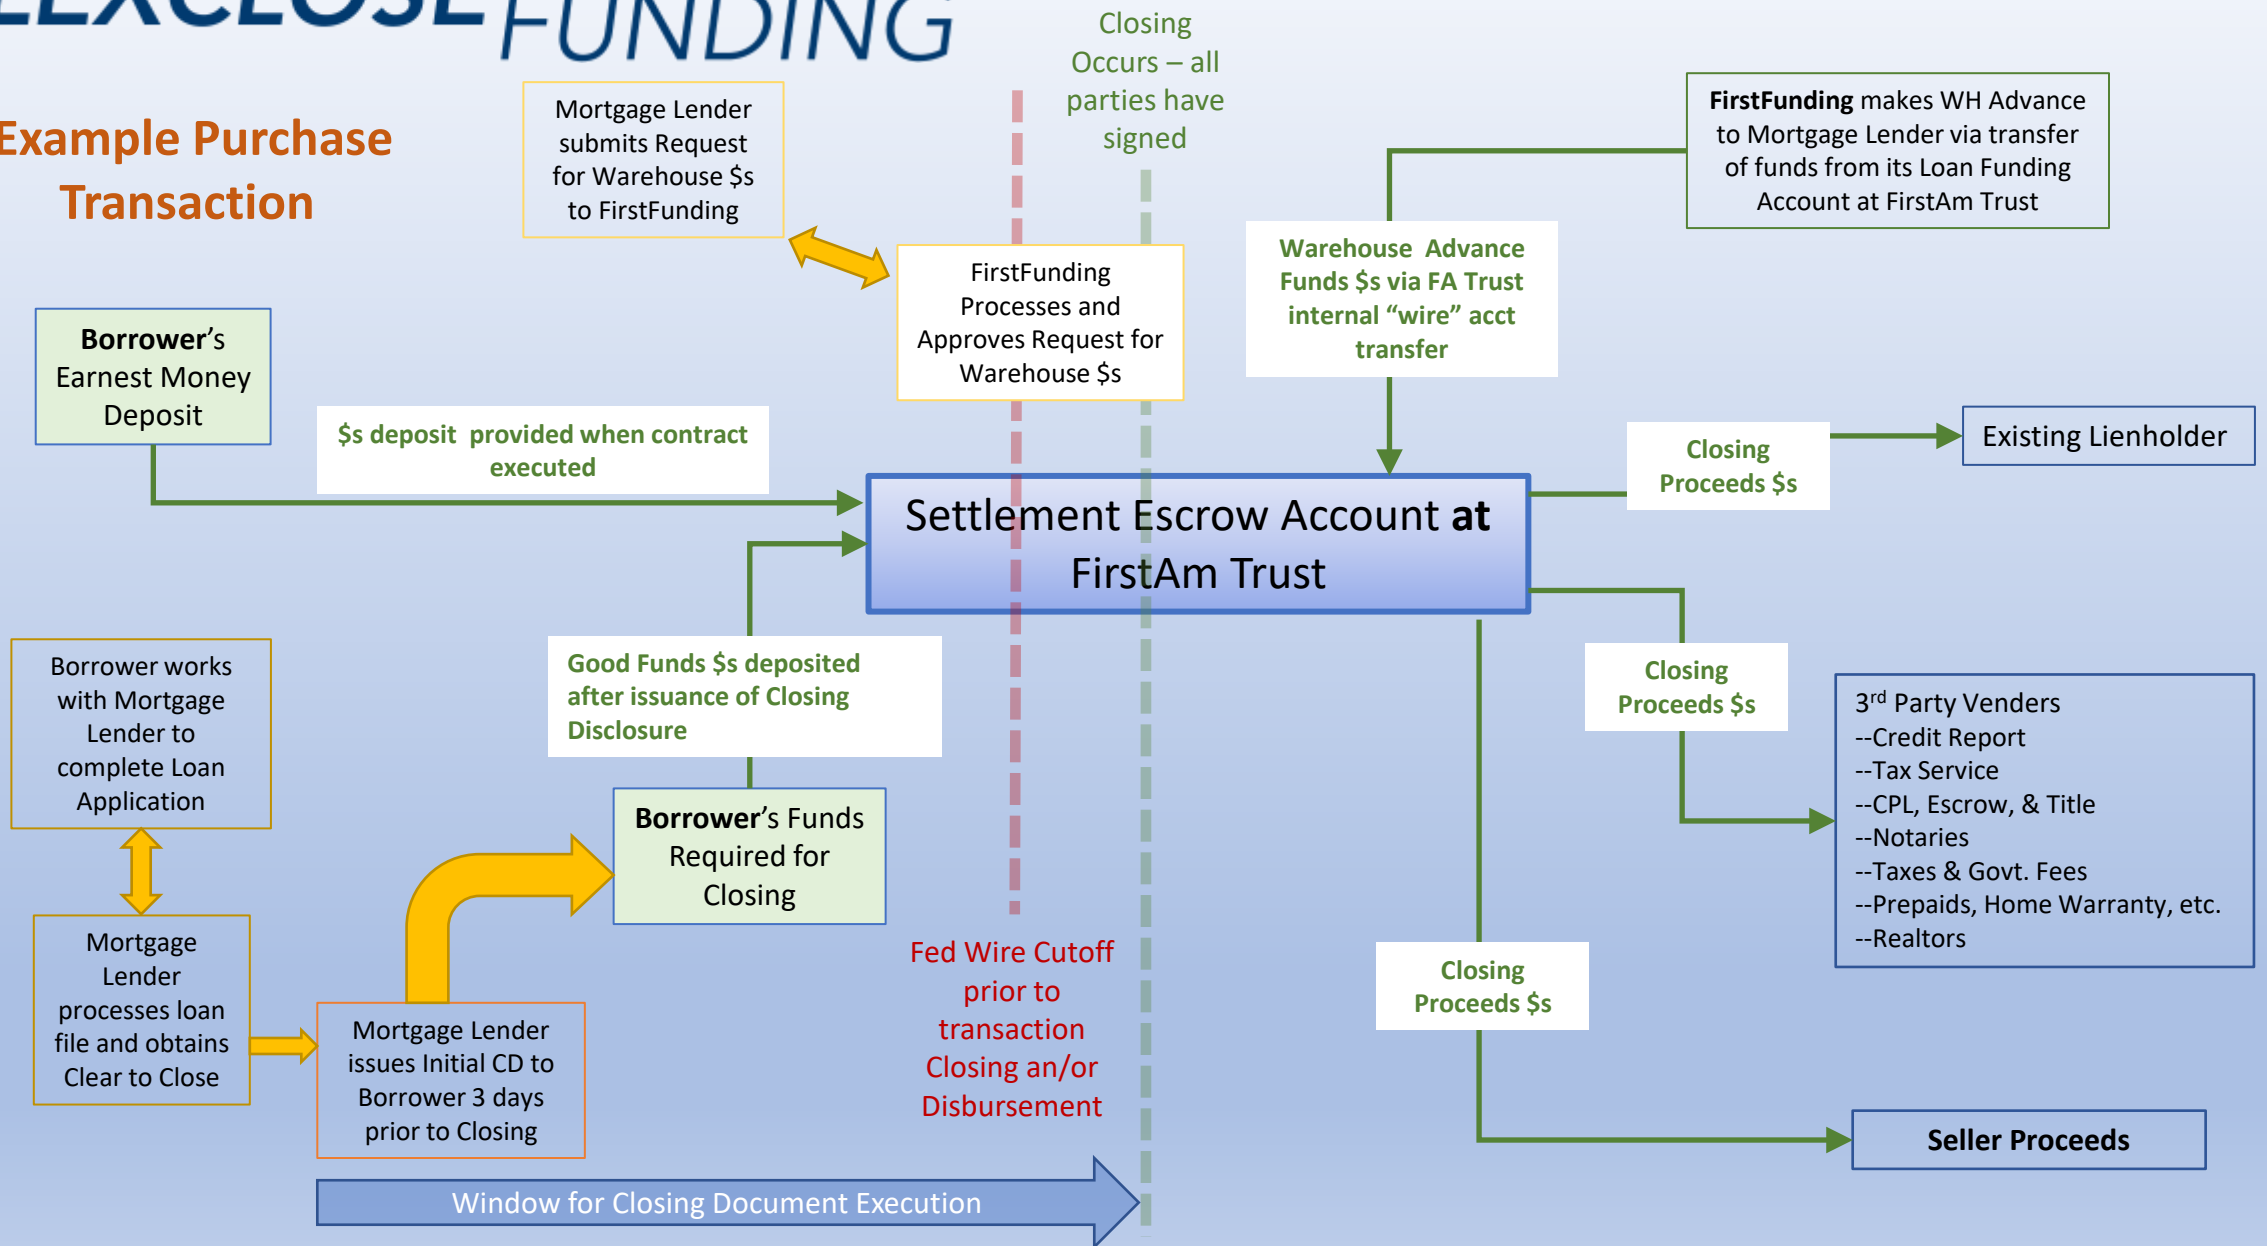 FUNDING
Example Purchase
Transaction
Mortgage Lender
submits Request
for Warehouse $s
to FirstFunding
Closing
Occurs – all
parties have
signed
FirstFunding makes WH Advance
to Mortgage Lender via transfer
of funds from its Loan Funding
Account at FirstAm Trust
FirstFunding
Processes and
Approves Request for
Warehouse $s
Warehouse Advance
Funds $s via FA Trust
internal “wire” acct
transfer
Borrower’s
Earnest Money
Deposit
$s deposit provided when contract
executed
Closing
Proceeds $s
Existing Lienholder
Settlement Escrow Account at
FirstAm Trust
Borrower works
with Mortgage
Lender to
complete Loan
Application
Good Funds $s deposited
after issuance of Closing
Disclosure
Closing
Proceeds $s
3rd Party Venders
--Credit Report
--Tax Service
--CPL, Escrow, & Title
--Notaries
--Taxes & Govt. Fees
--Prepaids, Home Warranty, etc.
--Realtors
Borrower’s Funds
Required for
Closing
Mortgage
Lender
processes loan
file and obtains
Clear to Close
Mortgage Lender
issues Initial CD to
Borrower 3 days
prior to Closing
Fed Wire Cutoff
prior to
transaction
Closing an/or
Disbursement
Closing
Proceeds $s
Seller Proceeds
Window for Closing Document Execution